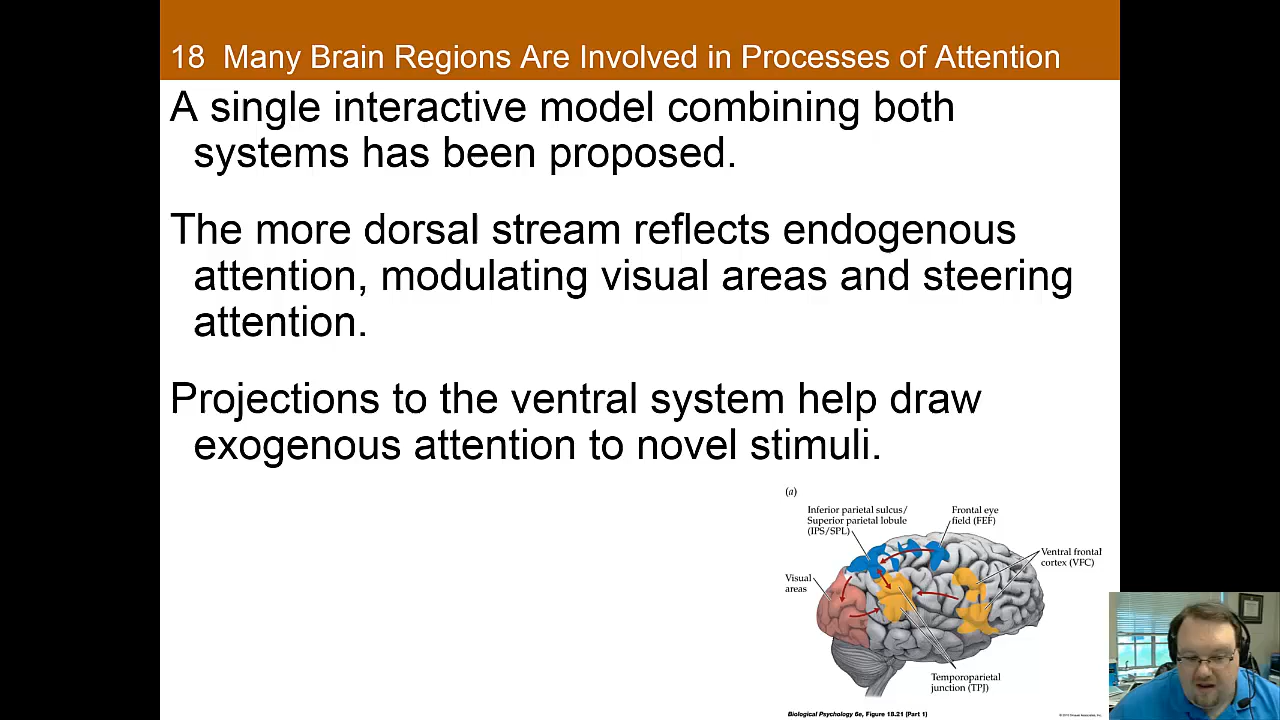 18 Many Brain Regions Are Involved in Processes of Attention
A single interactive model combining both
systems has been proposed.
The more dorsal stream reflects endogenous
attention, modulating visual areas and steering
attention.
Projections to the ventral system help draw
exogenous attention to novel stimuli.
(a)
Inferior parietal sulcus/
Superior parietal lobule
(IPS/SPL)
Frontal eye
field (FEF)
Ventral frontal
cortex (VFC)
Visual
areas
Temporoparietal
junction (TPJ)
Biological Psychology 6e, Figure 18.21 (Part 1)